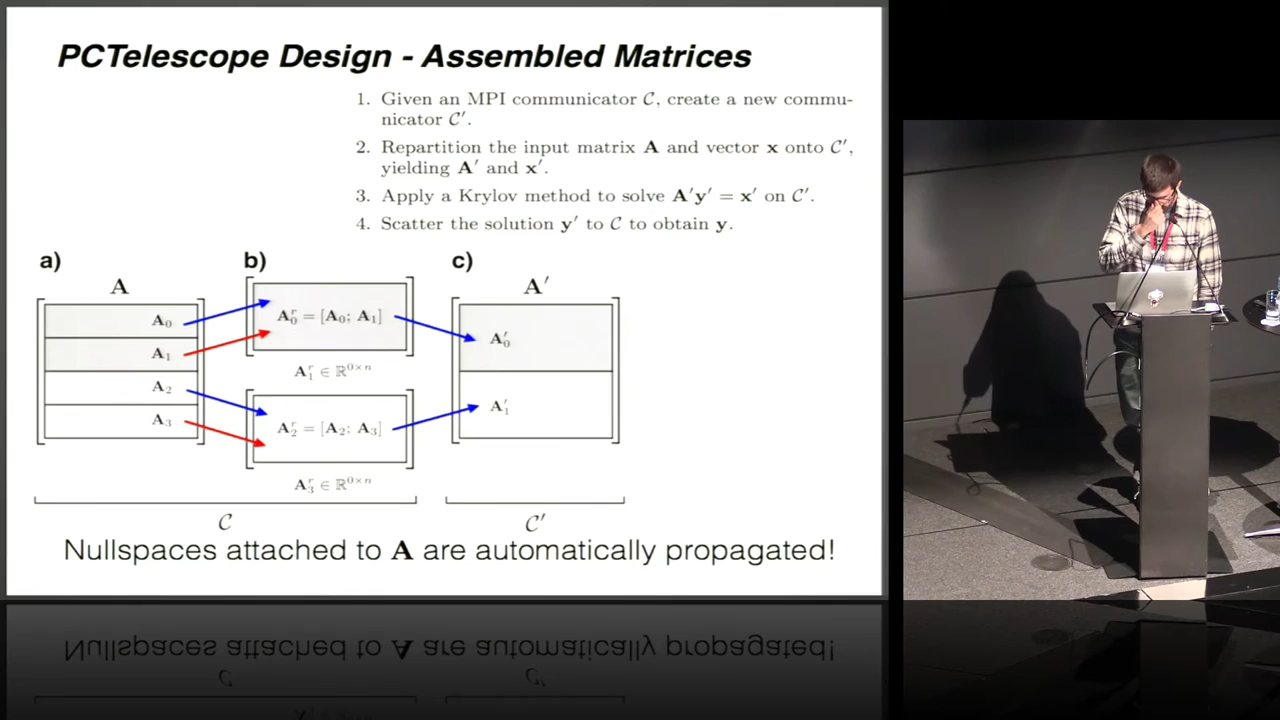 PCTelescope Design - Assembled Matrices
1. Given an MPI communicator C, create a new commu-
nicator C′.
2. Repartition the input matrix A and vector x onto C′,
yielding A′ and x′.
3. Apply a Krylov method to solve A′y′ = x′ on C′.
4. Scatter the solution y′ to C to obtain y.
a) b) c)
A A′
A₀
A₁
A₂
A₃
A₀ʳ = [A₀; A₁]
A₁ʳ ∈ ℝ⁰ˣⁿ
A₂ʳ = [A₂; A₃]
A₃ʳ ∈ ℝ⁰ˣⁿ
A′₀
A′₁
C C′
Nullspaces attached to A are automatically propagated!